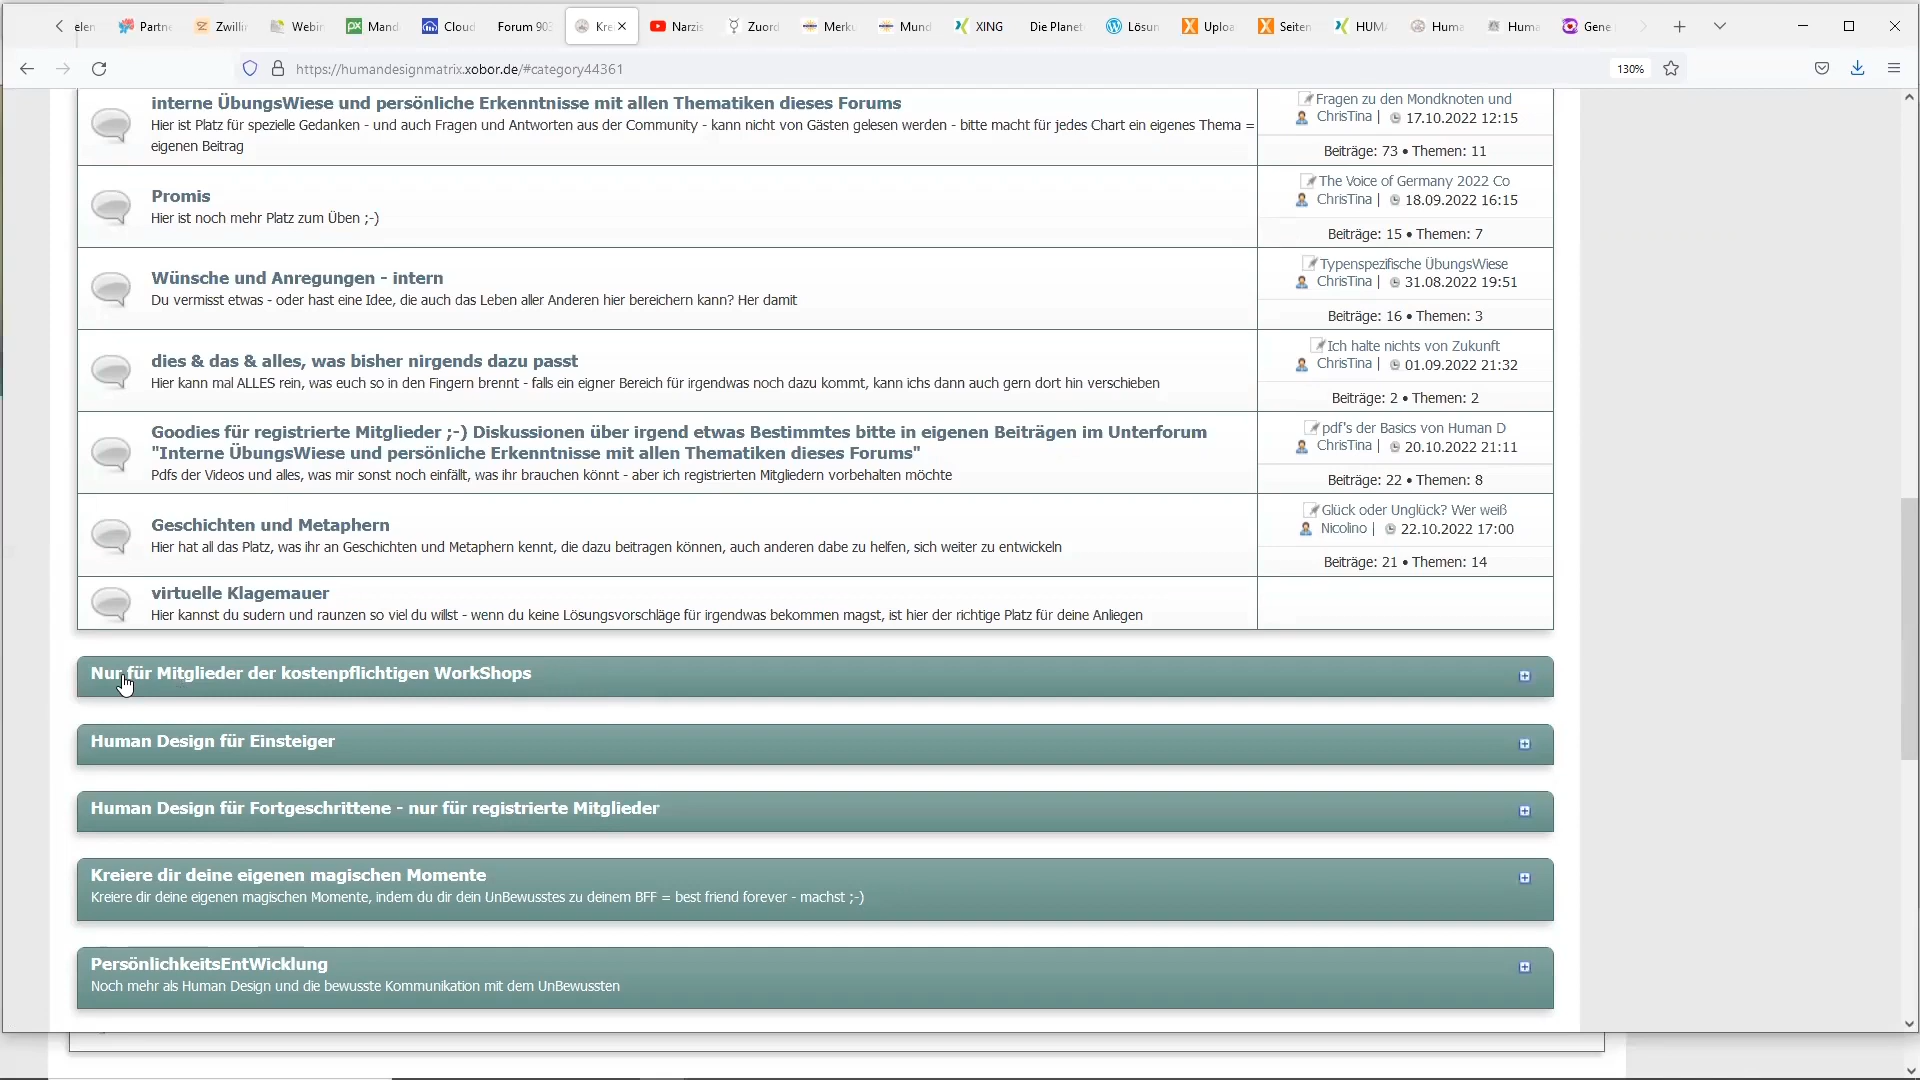 elen
Partne
Zwillin
Webin
Mand
Cloud
Forum 903
Kre
Narzis
Zuord
Merku
Mund
XING
Die Planet
Lösun
Uploa
Seiten
HUMA
Huma
Huma
Gene
https://humandesignmatrix.xobor.de/#category44361
130%
interne ÜbungsWiese und persönliche Erkenntnisse mit allen Thematiken dieses Forums
Hier ist Platz für spezielle Gedanken - und auch Fragen und Antworten aus der Community - kann nicht von Gästen gelesen werden - bitte macht für jedes Chart ein eigenes Thema =
eigenen Beitrag
Fragen zu den Mondknoten und
ChrisTina | 17.10.2022 12:15
Beiträge: 73 • Themen: 11
Promis
Hier ist noch mehr Platz zum Üben ;-)
The Voice of Germany 2022 Co
ChrisTina | 18.09.2022 16:15
Beiträge: 15 • Themen: 7
Wünsche und Anregungen - intern
Du vermisst etwas - oder hast eine Idee, die auch das Leben aller Anderen hier bereichern kann? Her damit
Typenspezifische ÜbungsWiese
ChrisTina | 31.08.2022 19:51
Beiträge: 16 • Themen: 3
dies & das & alles, was bisher nirgends dazu passt
Hier kann mal ALLES rein, was euch so in den Fingern brennt - falls ein eigner Bereich für irgendwas noch dazu kommt, kann ichs dann auch gern dort hin verschieben
Ich halte nichts von Zukunft
ChrisTina | 01.09.2022 21:32
Beiträge: 2 • Themen: 2
Goodies für registrierte Mitglieder ;-) Diskussionen über irgend etwas Bestimmtes bitte in eigenen Beiträgen im Unterforum
"Interne ÜbungsWiese und persönliche Erkenntnisse mit allen Thematiken dieses Forums"
Pdfs der Videos und alles, was mir sonst noch einfällt, was ihr brauchen könnt - aber ich registrierten Mitgliedern vorbehalten möchte
pdf's der Basics von Human D
ChrisTina | 20.10.2022 21:11
Beiträge: 22 • Themen: 8
Geschichten und Metaphern
Hier hat all das Platz, was ihr an Geschichten und Metaphern kennt, die dazu beitragen können, auch anderen dabe zu helfen, sich weiter zu entwickeln
Glück oder Unglück? Wer weiß
Nicolino | 22.10.2022 17:00
Beiträge: 21 • Themen: 14
virtuelle Klagemauer
Hier kannst du sudern und raunzen so viel du willst - wenn du keine Lösungsvorschläge für irgendwas bekommen magst, ist hier der richtige Platz für deine Anliegen
Nur für Mitglieder der kostenpflichtigen WorkShops
Human Design für Einsteiger
Human Design für Fortgeschrittene - nur für registrierte Mitglieder
Kreiere dir deine eigenen magischen Momente
Kreiere dir deine eigenen magischen Momente, indem du dir dein UnBewusstes zu deinem BFF = best friend forever - machst ;-)
PersönlichkeitsEntWicklung
Noch mehr als Human Design und die bewusste Kommunikation mit dem UnBewussten